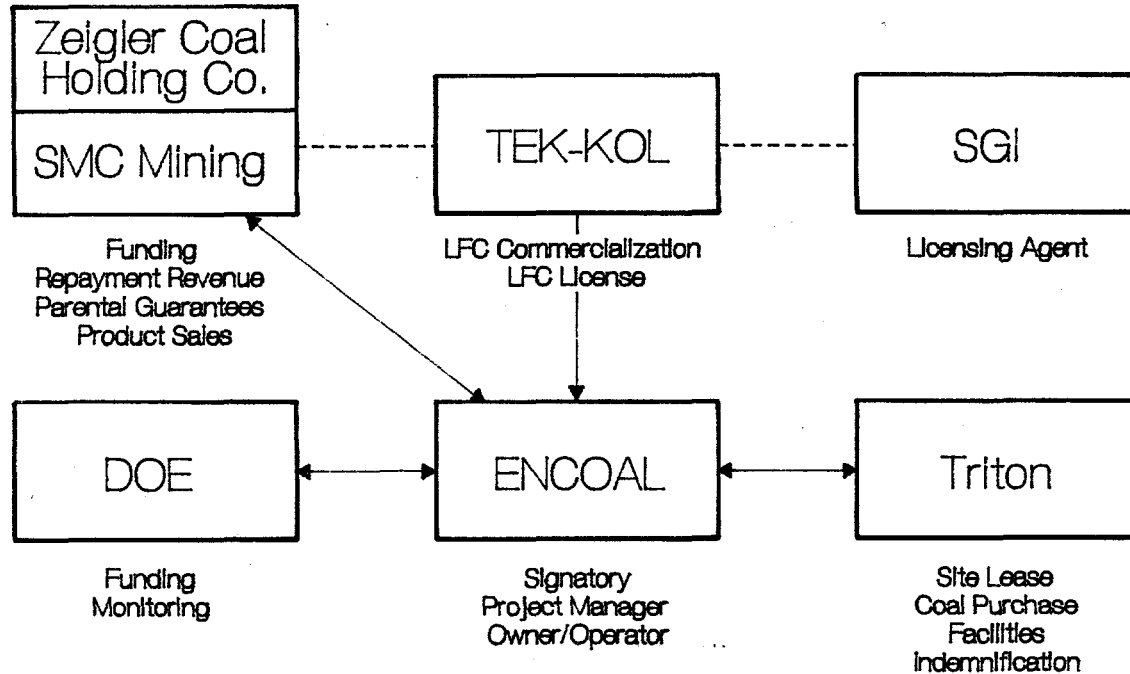 Zeigler Coal
Holding Co.
SMC Mining
TEK-KOL
SGI
Funding
Repayment Revenue
Parental Guarantees
Product Sales
LFC Commercialization
LFC License
Licensing Agent
DOE
ENCOAL
Triton
Funding
Monitoring
Signatory
Project Manager
Owner/Operator
Site Lease
Coal Purchase
Facilities
Indemnification